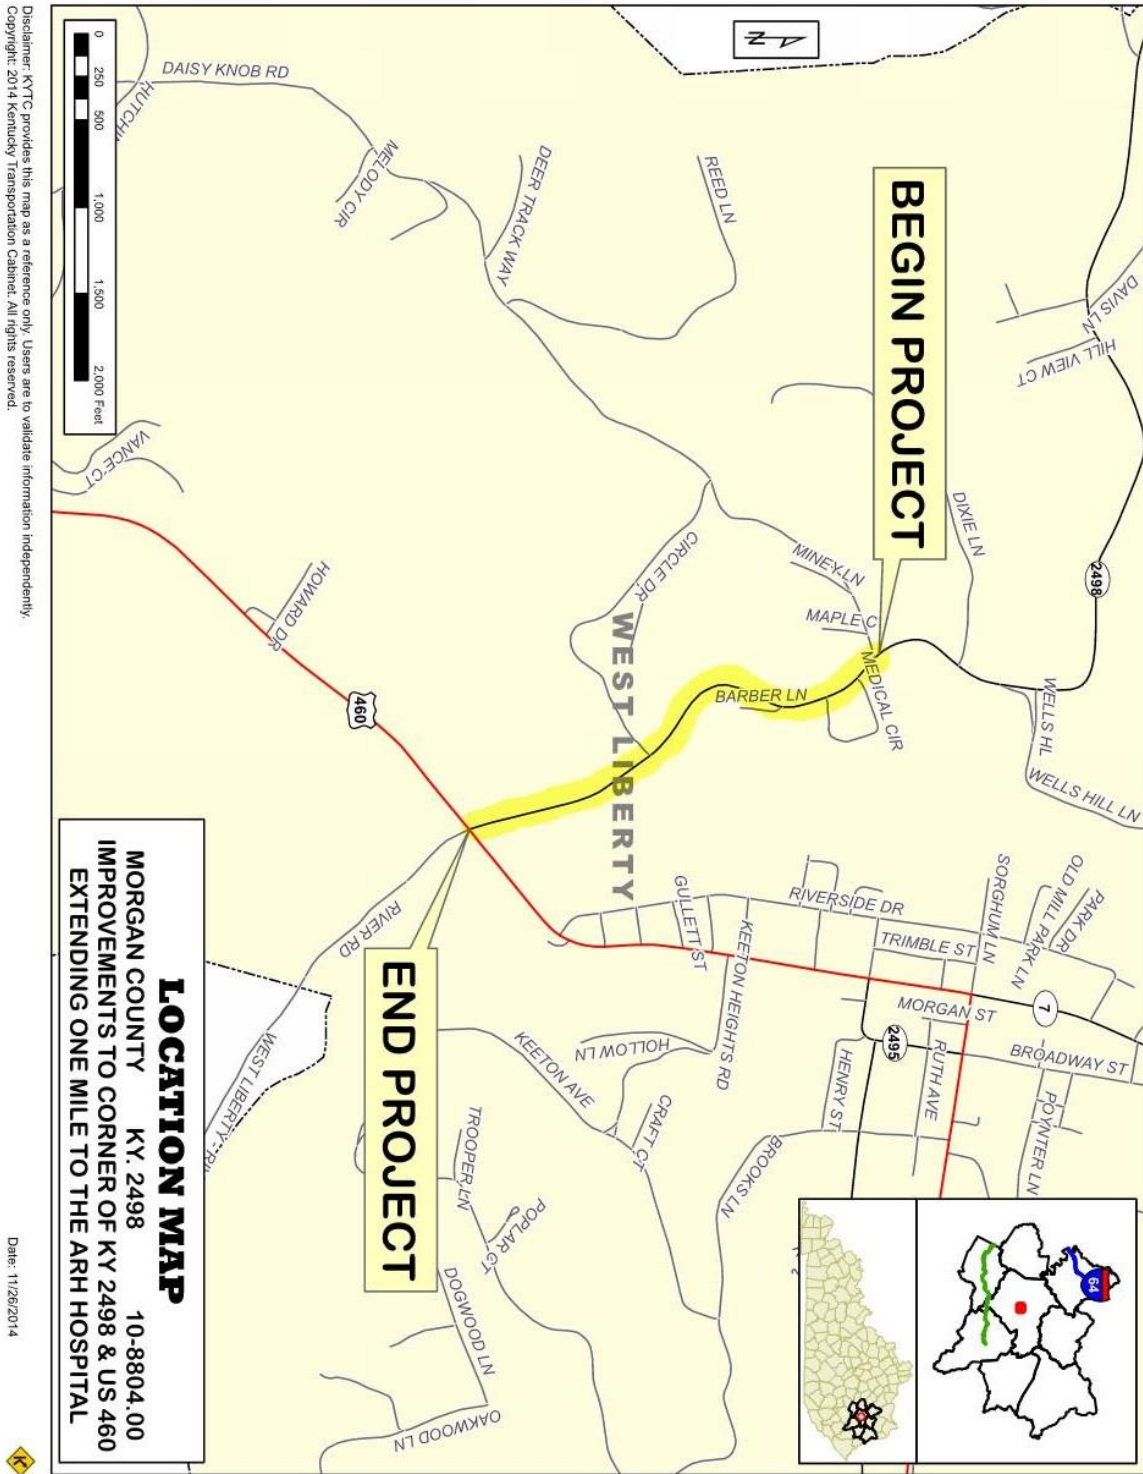 BEGIN PROJECT
END PROJECT
WEST LIBERTY
DAVIS LN
HILL VIEW CT
2498
DIXIE LN
WELLS HL
WELLS HILL LN
REED LN
MINEY LN
MAPLE C
MEDICAL CIR
BARBER LN
CIRCLE DR
DEER TRACK WAY
MELODY CIR
DAISY KNOB RD
VANCE CT
HOWARD DR
460
RIVER RD
OLD MILL PARK LN
PARK DR
SORGHUM LN
RIVERSIDE DR
TRIMBLE ST
GULLETT ST
KEETON HEIGHTS RD
7
MORGAN ST
2495
BROADWAY ST
RUTH AVE
HENRY ST
POYNTER LN
HOLLOW LN
KEETON AVE
CRAFT CT
BROOKS LN
TROOPER LN
POPLAR CT
DOGWOOD LN
OAKWOOD LN
64
N
0 250 500 1,000 1,500 2,000 Feet
LOCATION MAP
MORGAN COUNTY KY. 2498 10-8804.00
IMPROVEMENTS TO CORNER OF KY 2498 & US 460
EXTENDING ONE MILE TO THE ARH HOSPITAL
Disclaimer: KYTC provides this map as a reference only. Users are to validate information independently.
Copyright: 2014 Kentucky Transportation Cabinet. All rights reserved.
Date: 11/26/2014